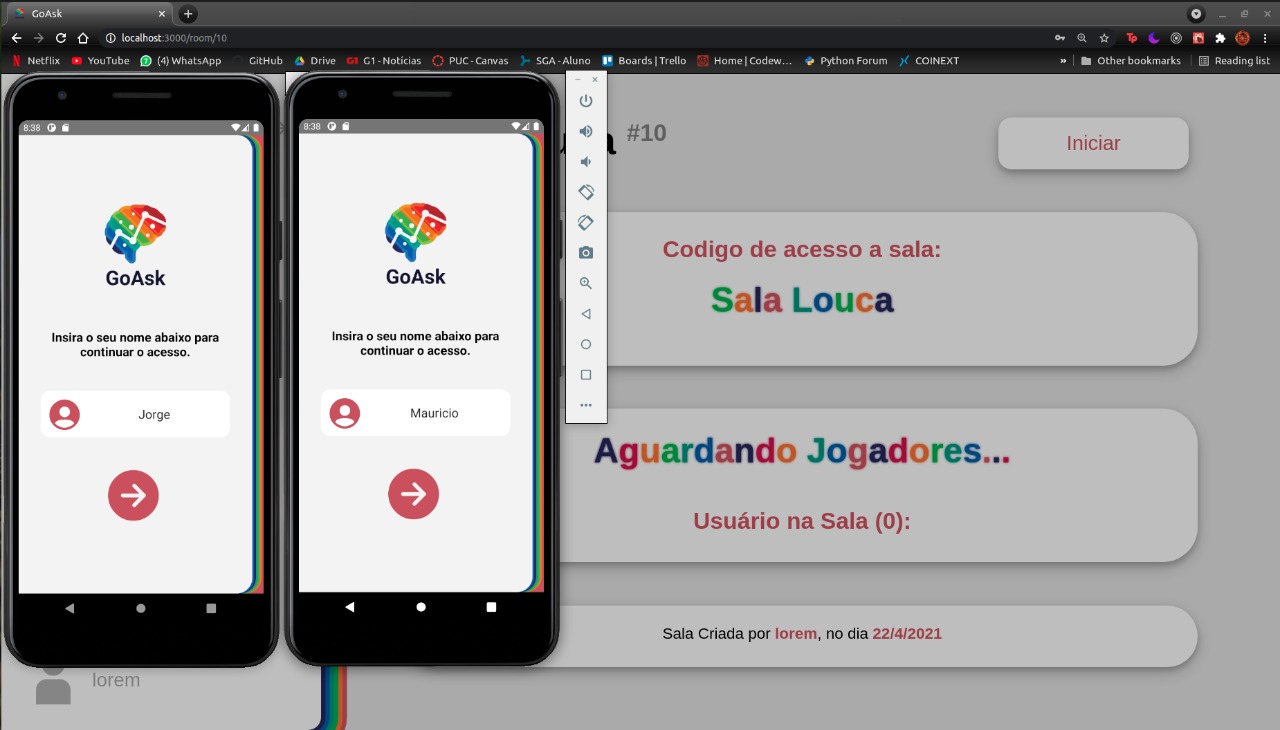 GoAsk
localhost:3000/room/10
Netflix YouTube (4) WhatsApp GitHub Drive G1 - Notícias PUC - Canvas SGA - Aluno Boards | Trello Home | Codew... Python Forum COINEXT » Other bookmarks Reading list
8:38
GoAsk
Insira o seu nome abaixo para
continuar o acesso.
Jorge
8:38
GoAsk
Insira o seu nome abaixo para
continuar o acesso.
Mauricio
#10
Iniciar
Codigo de acesso a sala:
Sala Louca
Aguardando Jogadores...
Usuário na Sala (0):
Sala Criada por lorem, no dia 22/4/2021
lorem